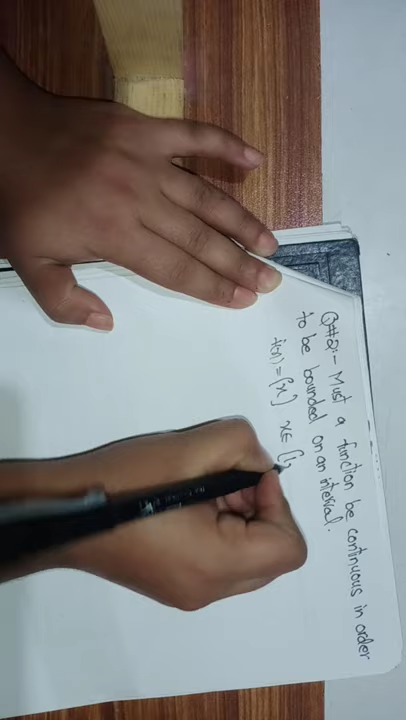 Q#2:- Must a function be continuous in order
to be bounded on an interval.
f(x) = [x] x ∈ [